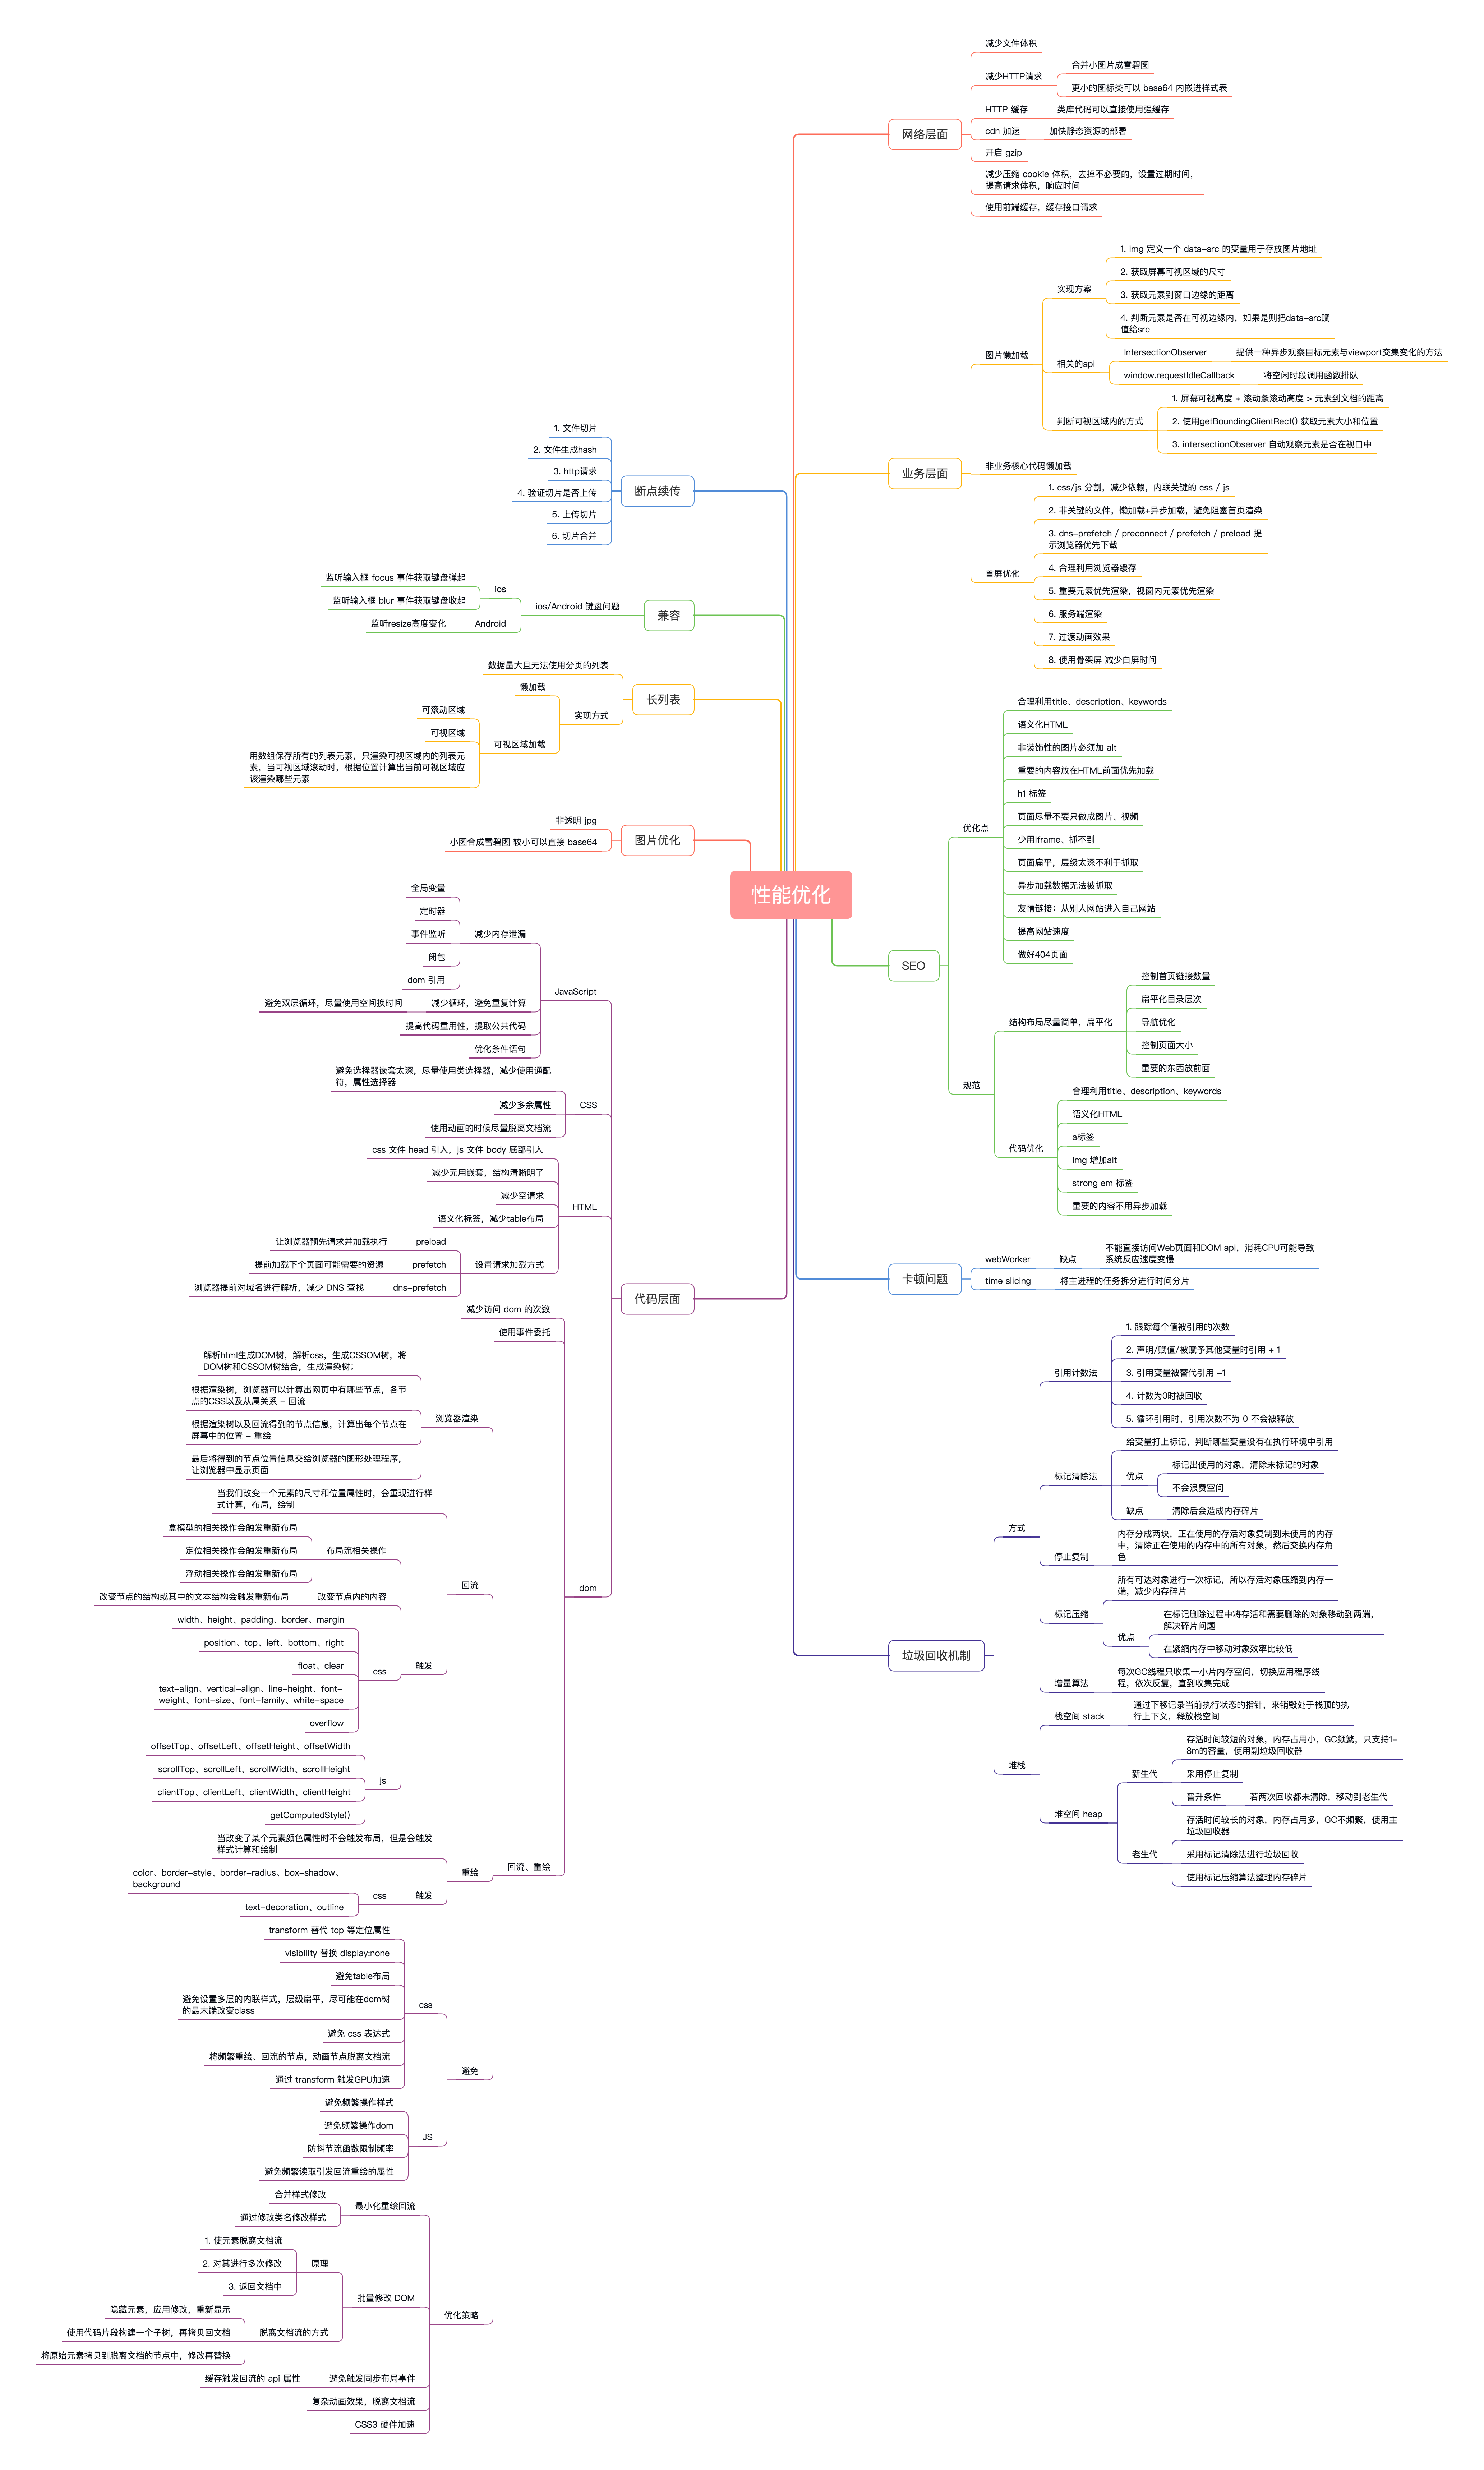 性能优化
网络层面
减少文件体积
减少HTTP请求
合并小图片成雪碧图
更小的图标类可以 base64 内嵌进样式表
HTTP 缓存
类库代码可以直接使用强缓存
cdn 加速
加快静态资源的部署
开启 gzip
减少压缩 cookie 体积，去掉不必要的，设置过期时间，
提高请求体积，响应时间
使用前端缓存，缓存接口请求
业务层面
图片懒加载
实现方案
1. img 定义一个 data-src 的变量用于存放图片地址
2. 获取屏幕可视区域的尺寸
3. 获取元素到窗口边缘的距离
4. 判断元素是否在可视边缘内，如果是则把data-src赋
值给src
相关的api
IntersectionObserver
提供一种异步观察目标元素与viewport交集变化的方法
window.requestIdleCallback
将空闲时段调用函数排队
判断可视区域内的方式
1. 屏幕可视高度 + 滚动条滚动高度 > 元素到文档的距离
2. 使用getBoundingClientRect() 获取元素大小和位置
3. intersectionObserver 自动观察元素是否在视口中
非业务核心代码懒加载
首屏优化
1. css/js 分割，减少依赖，内联关键的 css / js
2. 非关键的文件，懒加载+异步加载，避免阻塞首页渲染
3. dns-prefetch / preconnect / prefetch / preload 提
示浏览器优先下载
4. 合理利用浏览器缓存
5. 重要元素优先渲染，视窗内元素优先渲染
6. 服务端渲染
7. 过渡动画效果
8. 使用骨架屏 减少白屏时间
SEO
优化点
合理利用title、description、keywords
语义化HTML
非装饰性的图片必须加 alt
重要的内容放在HTML前面优先加载
h1 标签
页面尽量不要只做成图片、视频
少用iframe、抓不到
页面扁平，层级太深不利于抓取
异步加载数据无法被抓取
友情链接：从别人网站进入自己网站
提高网站速度
做好404页面
规范
结构布局尽量简单，扁平化
控制首页链接数量
扁平化目录层次
导航优化
控制页面大小
重要的东西放前面
代码优化
合理利用title、description、keywords
语义化HTML
a标签
img 增加alt
strong em 标签
重要的内容不用异步加载
卡顿问题
webWorker
缺点
不能直接访问Web页面和DOM api，消耗CPU可能导致
系统反应速度变慢
time slicing
将主进程的任务拆分进行时间分片
垃圾回收机制
方式
引用计数法
1. 跟踪每个值被引用的次数
2. 声明/赋值/被赋予其他变量时引用 + 1
3. 引用变量被替代引用 -1
4. 计数为0时被回收
5. 循环引用时，引用次数不为 0 不会被释放
标记清除法
给变量打上标记，判断哪些变量没有在执行环境中引用
优点
标记出使用的对象，清除未标记的对象
不会浪费空间
缺点
清除后会造成内存碎片
停止复制
内存分成两块，正在使用的存活对象复制到未使用的内存
中，清除正在使用的内存中的所有对象，然后交换内存角
色
标记压缩
所有可达对象进行一次标记，所以存活对象压缩到内存一
端，减少内存碎片
优点
在标记删除过程中将存活和需要删除的对象移动到两端，
解决碎片问题
在紧缩内存中移动对象效率比较低
增量算法
每次GC线程只收集一小片内存空间，切换应用程序线
程，依次反复，直到收集完成
堆栈
栈空间 stack
通过下移记录当前执行状态的指针，来销毁处于栈顶的执
行上下文，释放栈空间
堆空间 heap
新生代
存活时间较短的对象，内存占用小，GC频繁，只支持1-
8m的容量，使用副垃圾回收器
采用停止复制
晋升条件
若两次回收都未清除，移动到老生代
老生代
存活时间较长的对象，内存占用多，GC不频繁，使用主
垃圾回收器
采用标记清除法进行垃圾回收
使用标记压缩算法整理内存碎片
断点续传
1. 文件切片
2. 文件生成hash
3. http请求
4. 验证切片是否上传
5. 上传切片
6. 切片合并
兼容
ios/Android 键盘问题
ios
监听输入框 focus 事件获取键盘弹起
监听输入框 blur 事件获取键盘收起
Android
监听resize高度变化
长列表
数据量大且无法使用分页的列表
实现方式
懒加载
可视区域加载
可滚动区域
可视区域
用数组保存所有的列表元素，只渲染可视区域内的列表元
素，当可视区域滚动时，根据位置计算出当前可视区域应
该渲染哪些元素
图片优化
非透明 jpg
小图合成雪碧图 较小可以直接 base64
代码层面
JavaScript
减少内存泄漏
全局变量
定时器
事件监听
闭包
dom 引用
减少循环，避免重复计算
避免双层循环，尽量使用空间换时间
提高代码重用性，提取公共代码
优化条件语句
CSS
避免选择器嵌套太深，尽量使用类选择器，减少使用通配
符，属性选择器
减少多余属性
使用动画的时候尽量脱离文档流
HTML
css 文件 head 引入，js 文件 body 底部引入
减少无用嵌套，结构清晰明了
减少空请求
语义化标签，减少table布局
设置请求加载方式
preload
让浏览器预先请求并加载执行
prefetch
提前加载下个页面可能需要的资源
dns-prefetch
浏览器提前对域名进行解析，减少 DNS 查找
dom
减少访问 dom 的次数
使用事件委托
回流、重绘
浏览器渲染
解析html生成DOM树，解析css，生成CSSOM树，将
DOM树和CSSOM树结合，生成渲染树；
根据渲染树，浏览器可以计算出网页中有哪些节点，各节
点的CSS以及从属关系 - 回流
根据渲染树以及回流得到的节点信息，计算出每个节点在
屏幕中的位置 - 重绘
最后将得到的节点位置信息交给浏览器的图形处理程序，
让浏览器中显示页面
回流
当我们改变一个元素的尺寸和位置属性时，会重现进行样
式计算，布局，绘制
触发
布局流相关操作
盒模型的相关操作会触发重新布局
定位相关操作会触发重新布局
浮动相关操作会触发重新布局
改变节点内的内容
改变节点的结构或其中的文本结构会触发重新布局
css
width、height、padding、border、margin
position、top、left、bottom、right
float、clear
text-align、vertical-align、line-height、font-
weight、font-size、font-family、white-space
overflow
js
offsetTop、offsetLeft、offsetHeight、offsetWidth
scrollTop、scrollLeft、scrollWidth、scrollHeight
clientTop、clientLeft、clientWidth、clientHeight
getComputedStyle()
重绘
当改变了某个元素颜色属性时不会触发布局，但是会触发
样式计算和绘制
触发
css
color、border-style、border-radius、box-shadow、
background
text-decoration、outline
避免
css
transform 替代 top 等定位属性
visibility 替换 display:none
避免table布局
避免设置多层的内联样式，层级扁平，尽可能在dom树
的最末端改变class
避免 css 表达式
将频繁重绘、回流的节点，动画节点脱离文档流
通过 transform 触发GPU加速
JS
避免频繁操作样式
避免频繁操作dom
防抖节流函数限制频率
避免频繁读取引发回流重绘的属性
优化策略
最小化重绘回流
合并样式修改
通过修改类名修改样式
批量修改 DOM
原理
1. 使元素脱离文档流
2. 对其进行多次修改
3. 返回文档中
脱离文档流的方式
隐藏元素，应用修改，重新显示
使用代码片段构建一个子树，再拷贝回文档
将原始元素拷贝到脱离文档的节点中，修改再替换
避免触发同步布局事件
缓存触发回流的 api 属性
复杂动画效果，脱离文档流
CSS3 硬件加速